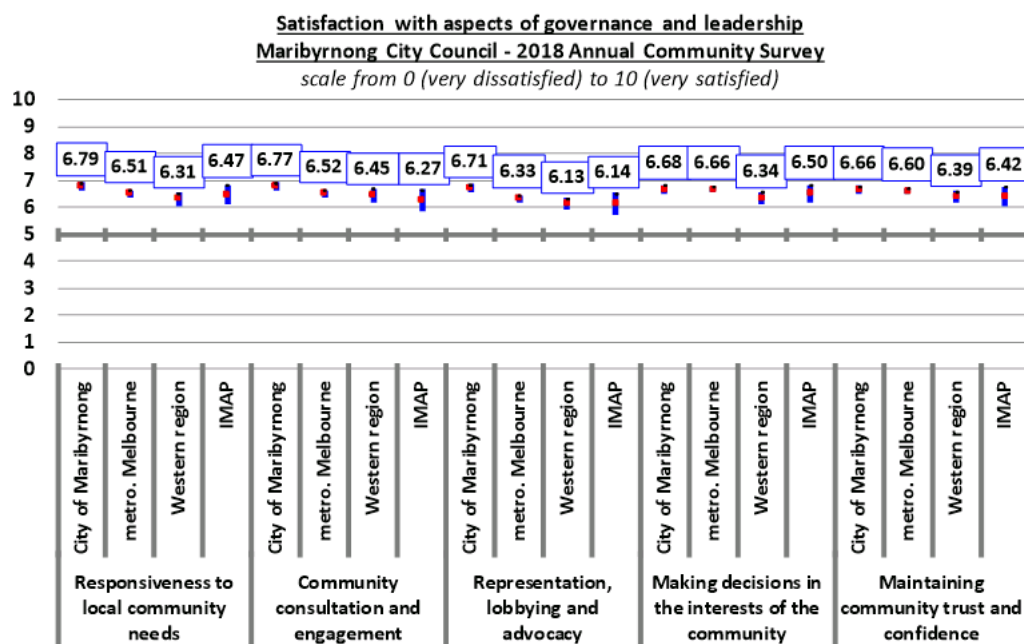 Satisfaction with aspects of governance and leadership
Maribyrnong City Council - 2018 Annual Community Survey
scale from 0 (very dissatisfied) to 10 (very satisfied)
10
9
8
7
6
5
4
3
2
1
0
6.79 6.51 6.31 6.47 6.77 6.52 6.45 6.27 6.71 6.33 6.13 6.14 6.68 6.66 6.34 6.50 6.66 6.60 6.39 6.42
City of Maribyrnong
metro. Melbourne
Western region
IMAP
City of Maribyrnong
metro. Melbourne
Western region
IMAP
City of Maribyrnong
metro. Melbourne
Western region
IMAP
City of Maribyrnong
metro. Melbourne
Western region
IMAP
City of Maribyrnong
metro. Melbourne
Western region
IMAP
Responsiveness to
local community
needs
Community
consultation and
engagement
Representation,
lobbying and
advocacy
Making decisions in
the interests of the
community
Maintaining
community trust and
confidence